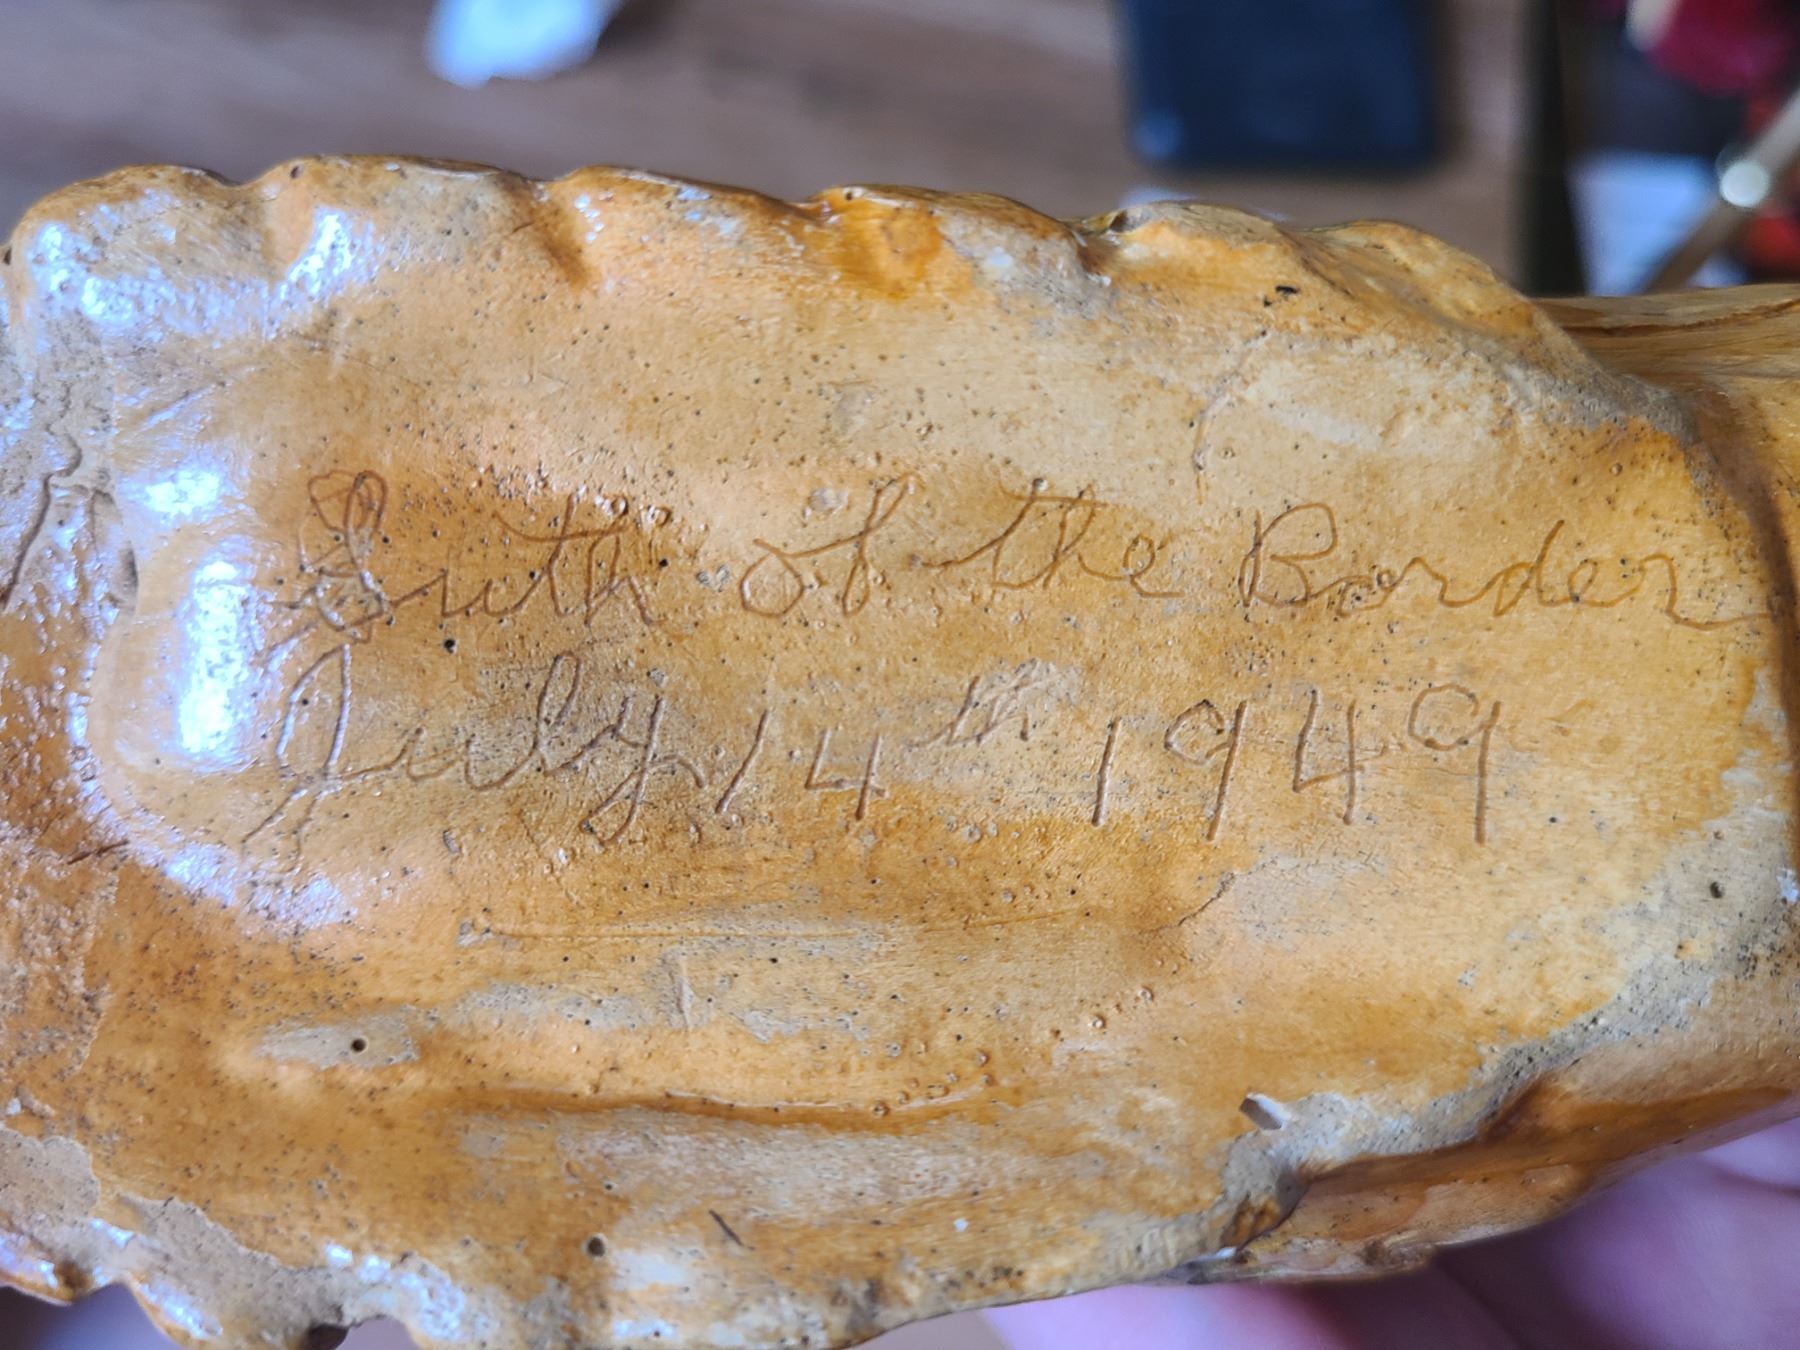 South of the Border
July 14th 1949